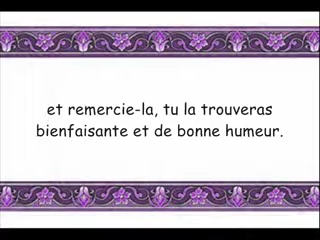 et remercie-la, tu la trouveras
bienfaisante et de bonne humeur.